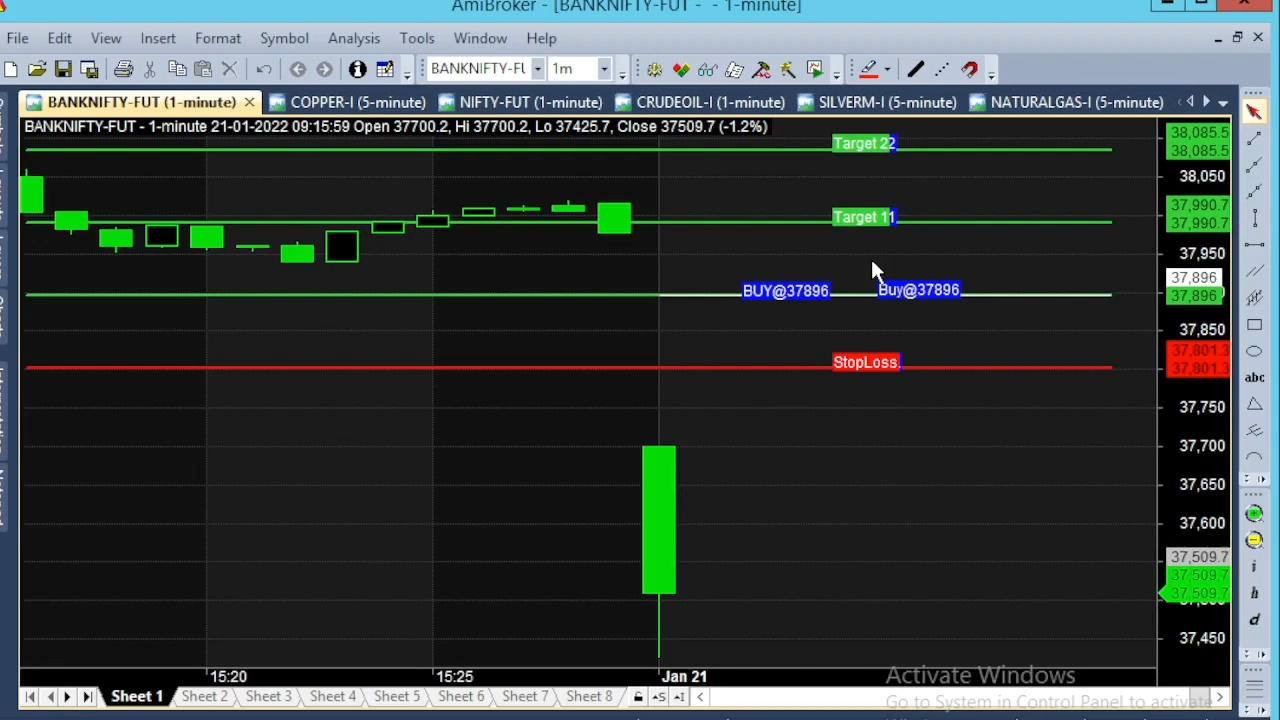 AmiBroker - [BANKNIFTY-FUT - - 1-minute]
File Edit View Insert Format Symbol Analysis Tools Window Help
BANKNIFTY-FU 1m
BANKNIFTY-FUT (1-minute) COPPER-I (5-minute) NIFTY-FUT (1-minute) CRUDEOIL-I (1-minute) SILVERM-I (5-minute) NATURALGAS-I (5-minute)
BANKNIFTY-FUT - 1-minute 21-01-2022 09:15:59 Open 37700.2, Hi 37700.2, Lo 37425.7, Close 37509.7 (-1.2%)
38,085.5
Target 22
38,085.5
38,050
37,990.7
Target 11
37,990.7
37,950
37,896
BUY@37896 Buy@37896
37,896
37,850
37,801.3
StopLoss
37,801.3
37,750
37,700
37,650
37,600
37,509.7
37,509.7
37,509.7
37,450
15:20 15:25 Jan 21
Activate Windows
Go to System in Control Panel to activate
Sheet 1 Sheet 2 Sheet 3 Sheet 4 Sheet 5 Sheet 6 Sheet 7 Sheet 8
abc
i
h
d